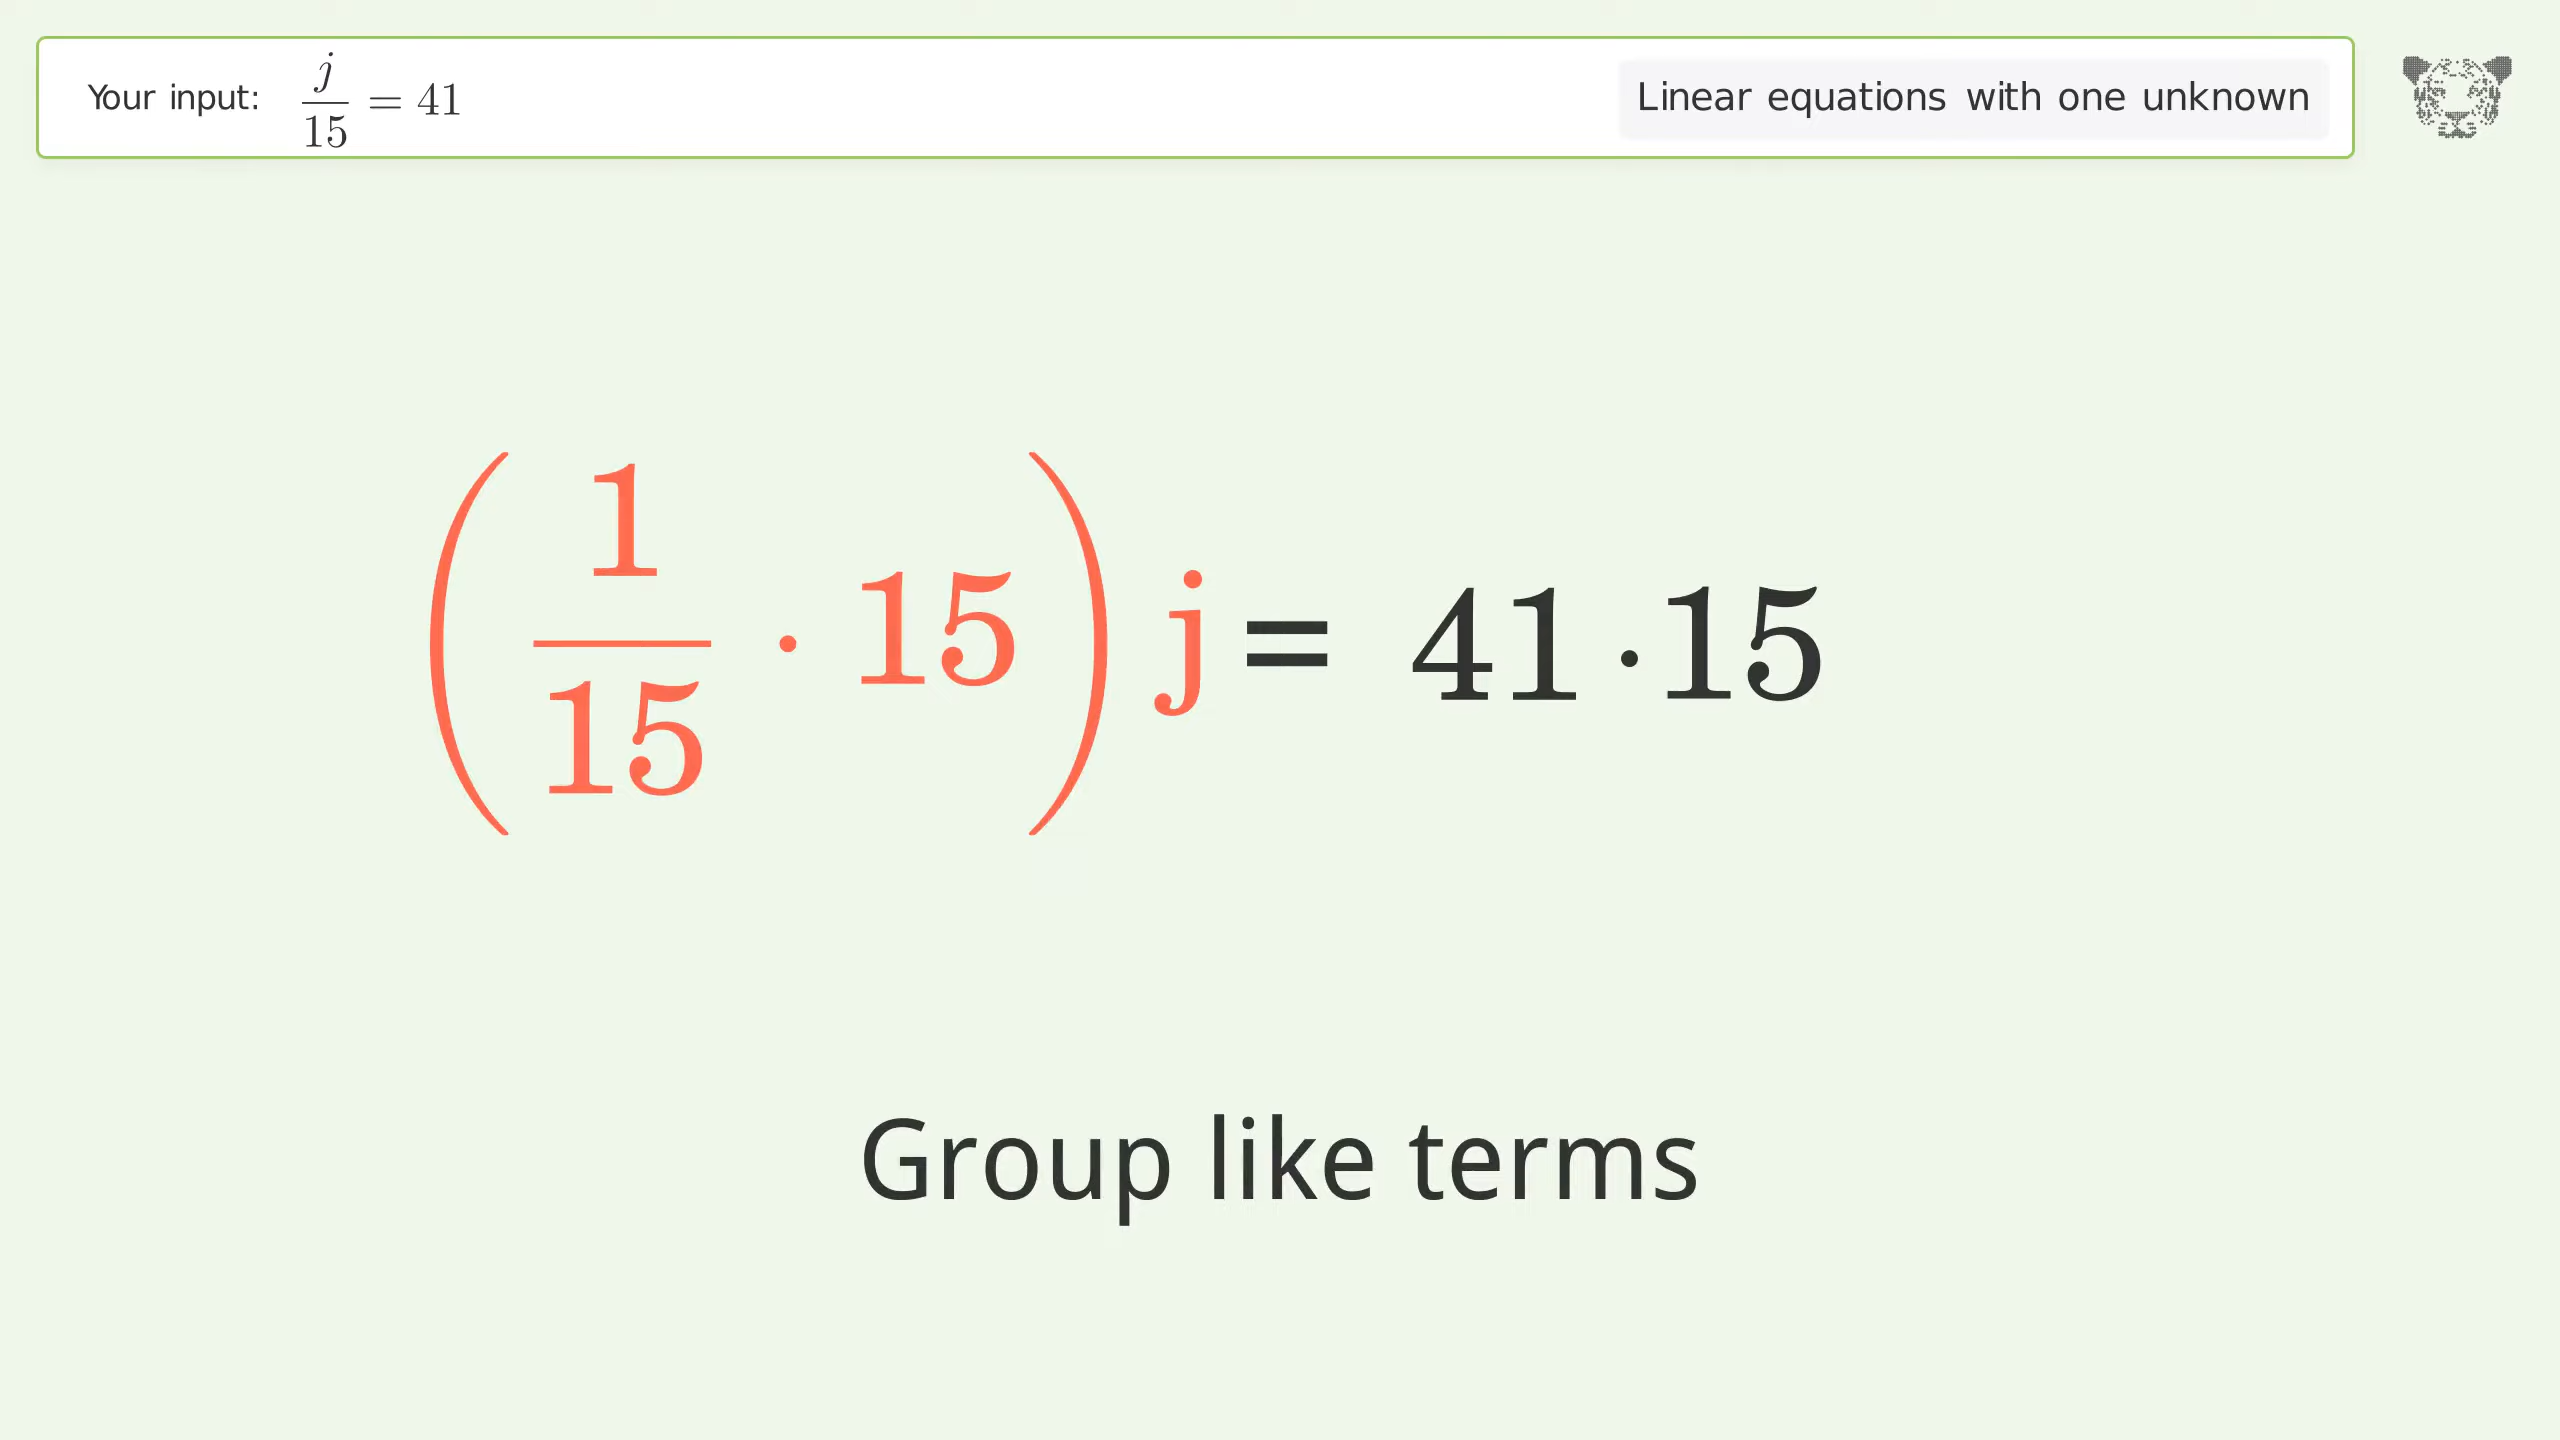 Your input: j/15 = 41
Linear equations with one unknown
(1/15 · 15) j = 41 · 15
Group like terms